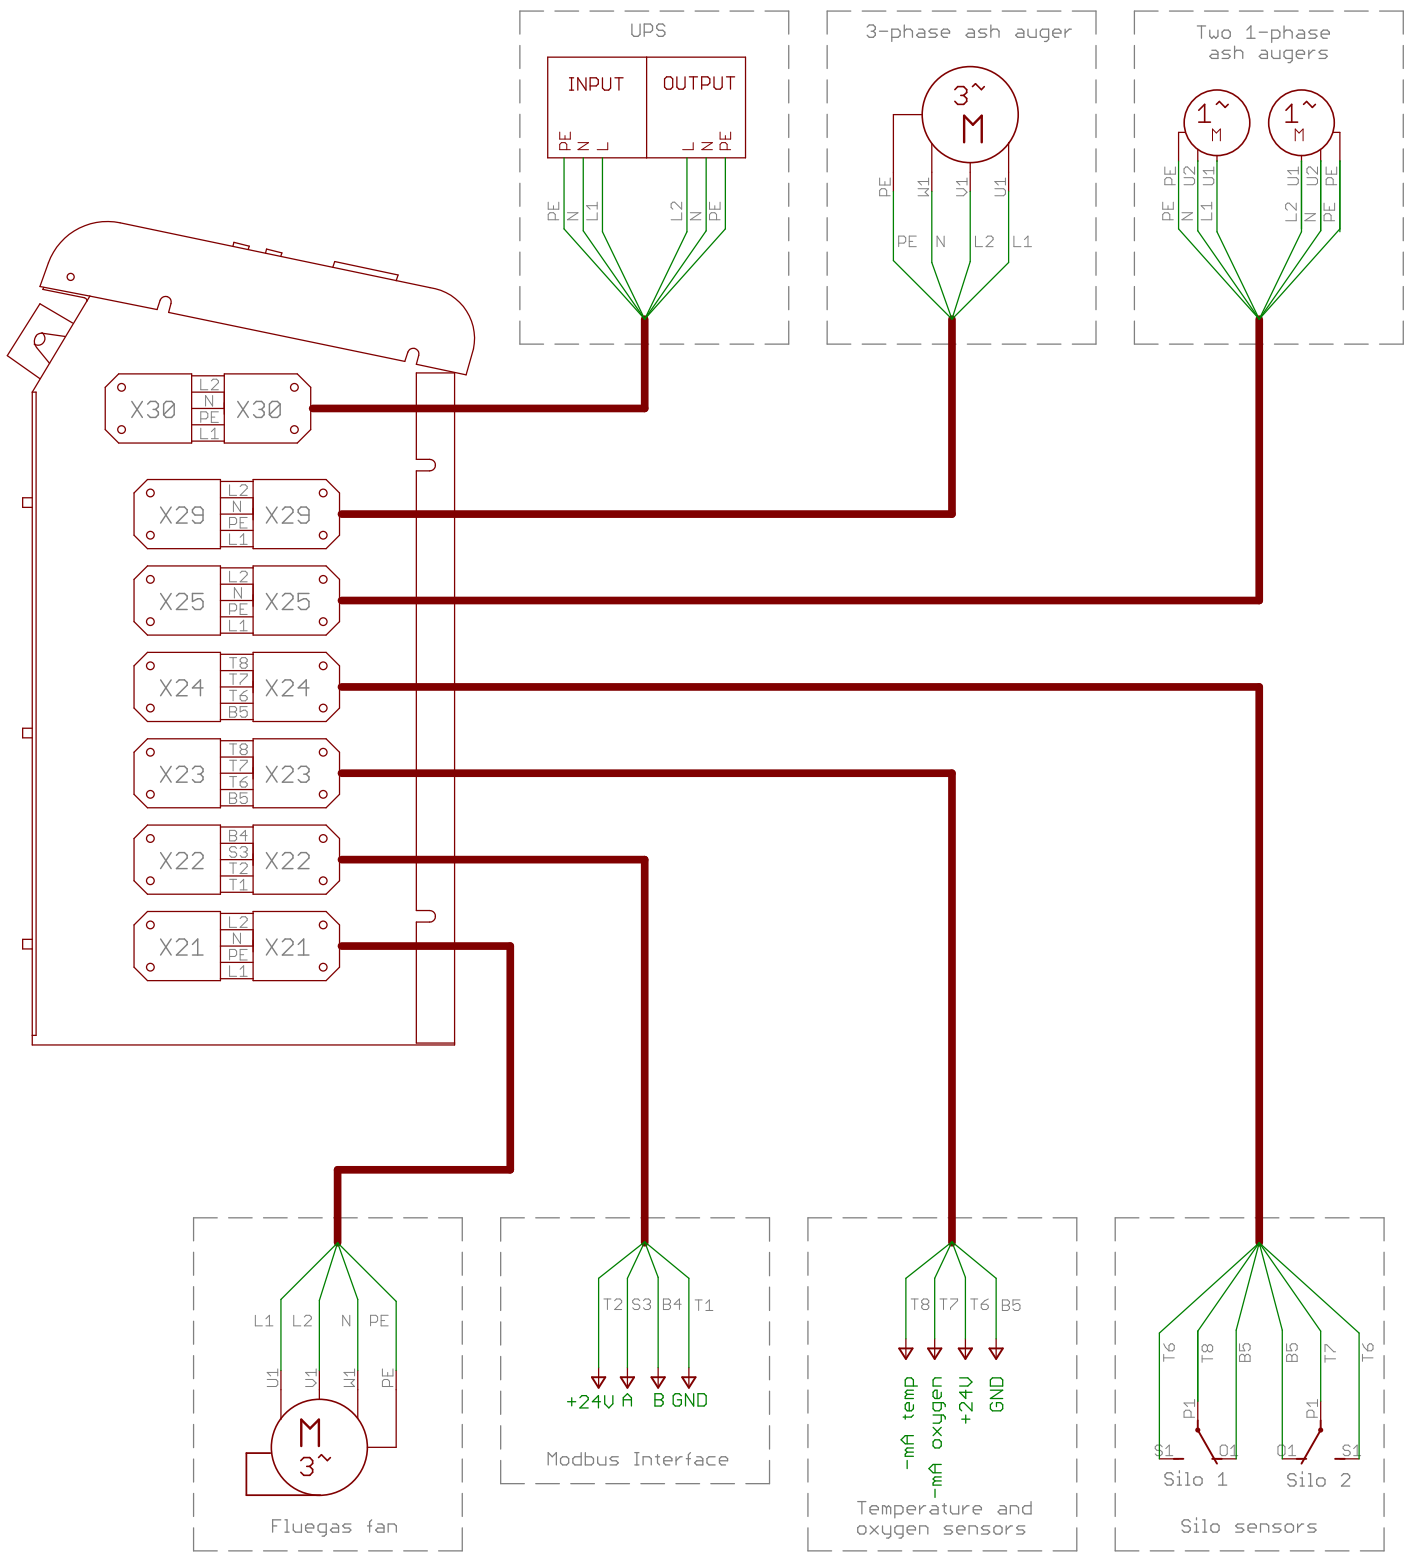 UPS
INPUT
OUTPUT
PE
N
L
L
N
PE
PE
N
L1
L2
N
PE
3-phase ash auger
3~
M
PE
W1
V1
U1
PE
N
L2
L1
Two 1-phase
ash augers
1~
M
1~
M
PE
U2
U1
U1
U2
PE
PE
N
L1
L2
N
PE
X30
L2
N
PE
L1
X30
X29
L2
N
PE
L1
X29
X25
L2
N
PE
L1
X25
X24
T8
T7
T6
B5
X24
X23
T8
T7
T6
B5
X23
X22
B4
S3
T2
T1
X22
X21
L2
N
PE
L1
X21
L1
L2
N
PE
U1
V1
W1
PE
M
3~
Fluegas fan
T2
S3
B4
T1
+24V
A
B
GND
Modbus Interface
T8
T7
T6
B5
-mA temp
-mA oxygen
+24V
GND
Temperature and
oxygen sensors
T6
T8
B5
B5
T7
T6
P1
P1
S1
O1
O1
S1
Silo 1
Silo 2
Silo sensors